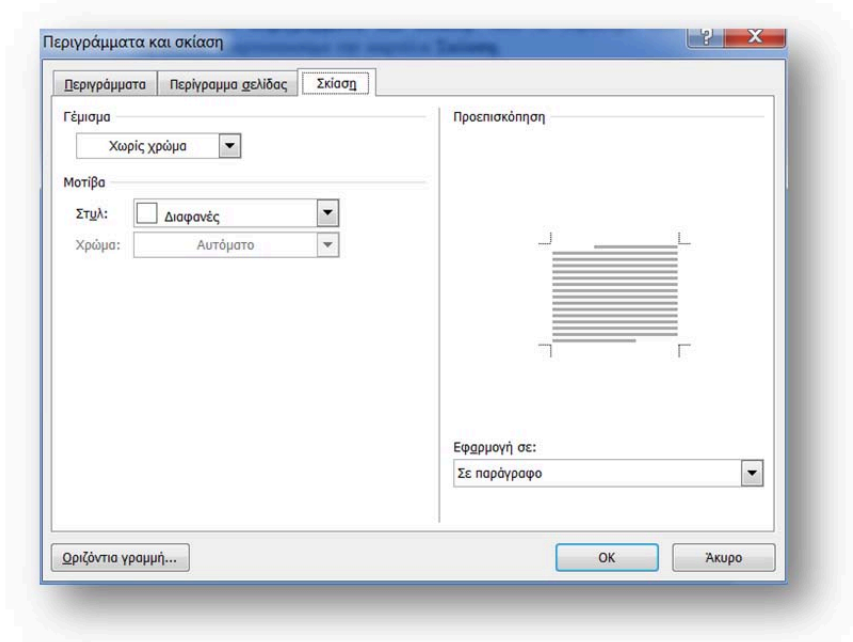 Περιγράμματα και σκίαση
Περιγράμματα Περίγραμμα σελίδας Σκίαση
Γέμισμα
Χωρίς χρώμα
Μοτίβα
Στυλ: Διαφανές
Χρώμα: Αυτόματο
Προεπισκόπηση
Εφαρμογή σε:
Σε παράγραφο
Οριζόντια γραμμή... OK Άκυρο